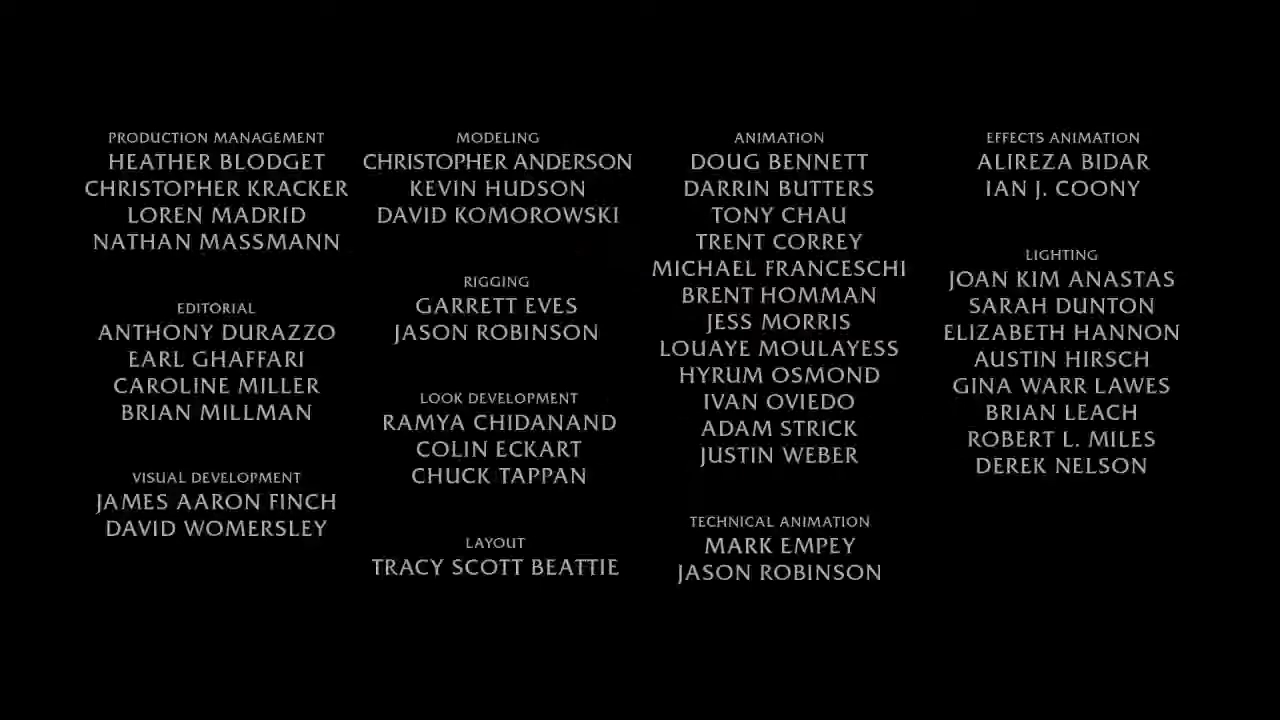 PRODUCTION MANAGEMENT
HEATHER BLODGET
CHRISTOPHER KRACKER
LOREN MADRID
NATHAN MASSMANN
EDITORIAL
ANTHONY DURAZZO
EARL GHAFFARI
CAROLINE MILLER
BRIAN MILLMAN
VISUAL DEVELOPMENT
JAMES AARON FINCH
DAVID WOMERSLEY
MODELING
CHRISTOPHER ANDERSON
KEVIN HUDSON
DAVID KOMOROWSKI
RIGGING
GARRETT EVES
JASON ROBINSON
LOOK DEVELOPMENT
RAMYA CHIDANAND
COLIN ECKART
CHUCK TAPPAN
LAYOUT
TRACY SCOTT BEATTIE
ANIMATION
DOUG BENNETT
DARRIN BUTTERS
TONY CHAU
TRENT CORREY
MICHAEL FRANCESCHI
BRENT HOMMAN
JESS MORRIS
LOUAYE MOULAYESS
HYRUM OSMOND
IVAN OVIEDO
ADAM STRICK
JUSTIN WEBER
TECHNICAL ANIMATION
MARK EMPEY
JASON ROBINSON
EFFECTS ANIMATION
ALIREZA BIDAR
IAN J. COONY
LIGHTING
JOAN KIM ANASTAS
SARAH DUNTON
ELIZABETH HANNON
AUSTIN HIRSCH
GINA WARR LAWES
BRIAN LEACH
ROBERT L. MILES
DEREK NELSON